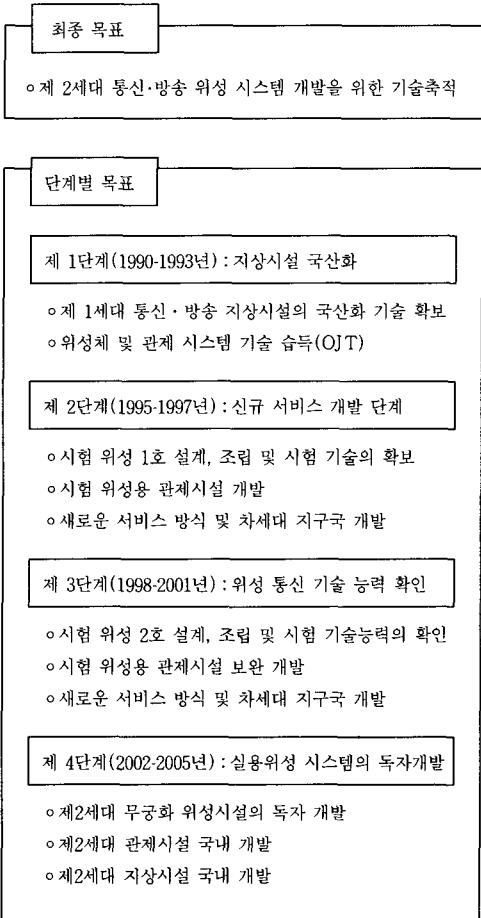 최종 목표
ㅇ제 2세대 통신·방송 위성 시스템 개발을 위한 기술축적
단계별 목표
제 1단계(1990-1993년) : 지상시설 국산화
ㅇ제 1세대 통신·방송 지상시설의 국산화 기술 확보
ㅇ위성체 및 관제 시스템 기술 습득(OJT)
제 2단계(1995-1997년) : 신규 서비스 개발 단계
ㅇ시험 위성 1호 설계, 조립 및 시험 기술의 확보
ㅇ시험 위성용 관제시설 개발
ㅇ새로운 서비스 방식 및 차세대 지구국 개발
제 3단계(1998-2001년) : 위성 통신 기술 능력 확인
ㅇ시험 위성 2호 설계, 조립 및 시험 기술능력의 확인
ㅇ시험 위성용 관제시설 보완 개발
ㅇ새로운 서비스 방식 및 차세대 지구국 개발
제 4단계(2002-2005년) : 실용위성 시스템의 독자개발
ㅇ제2세대 무궁화 위성시설의 독자 개발
ㅇ제2세대 관제시설 국내 개발
ㅇ제2세대 지상시설 국내 개발